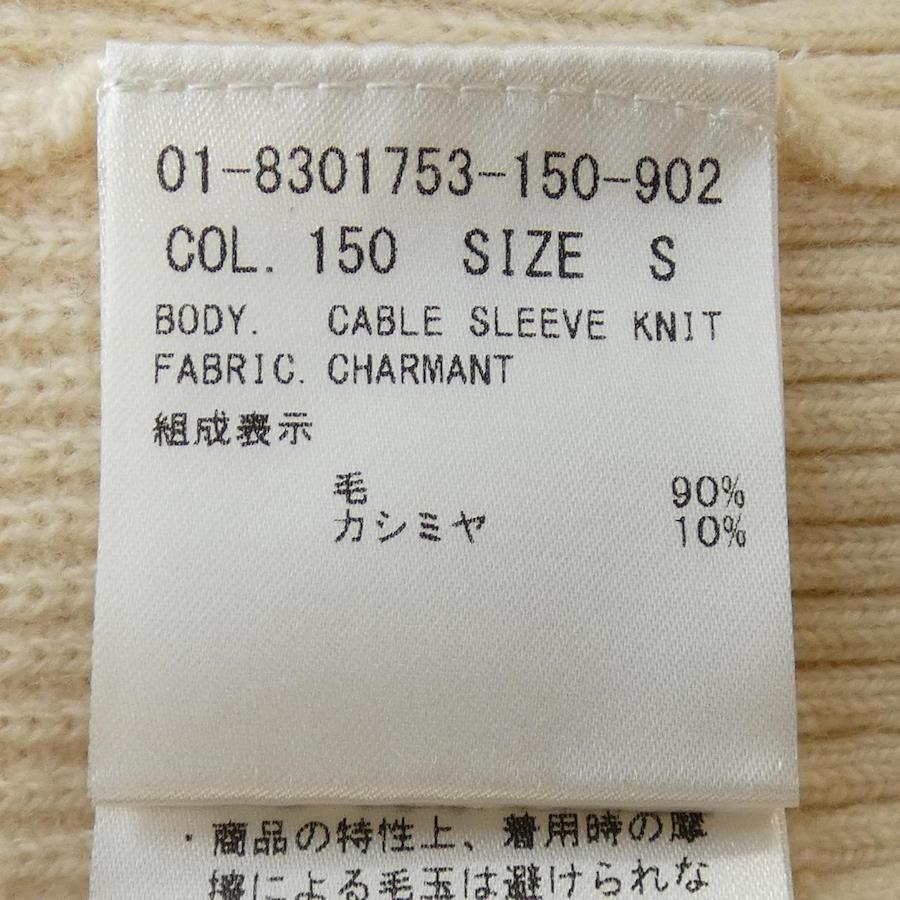 01-8301753-150-902
COL. 150 SIZE S
BODY. CABLE SLEEVE KNIT
FABRIC. CHARMANT
組成表示
毛 90%
カシミヤ 10%
・商品の特性上、着用時の摩
擦による毛玉は避けられな